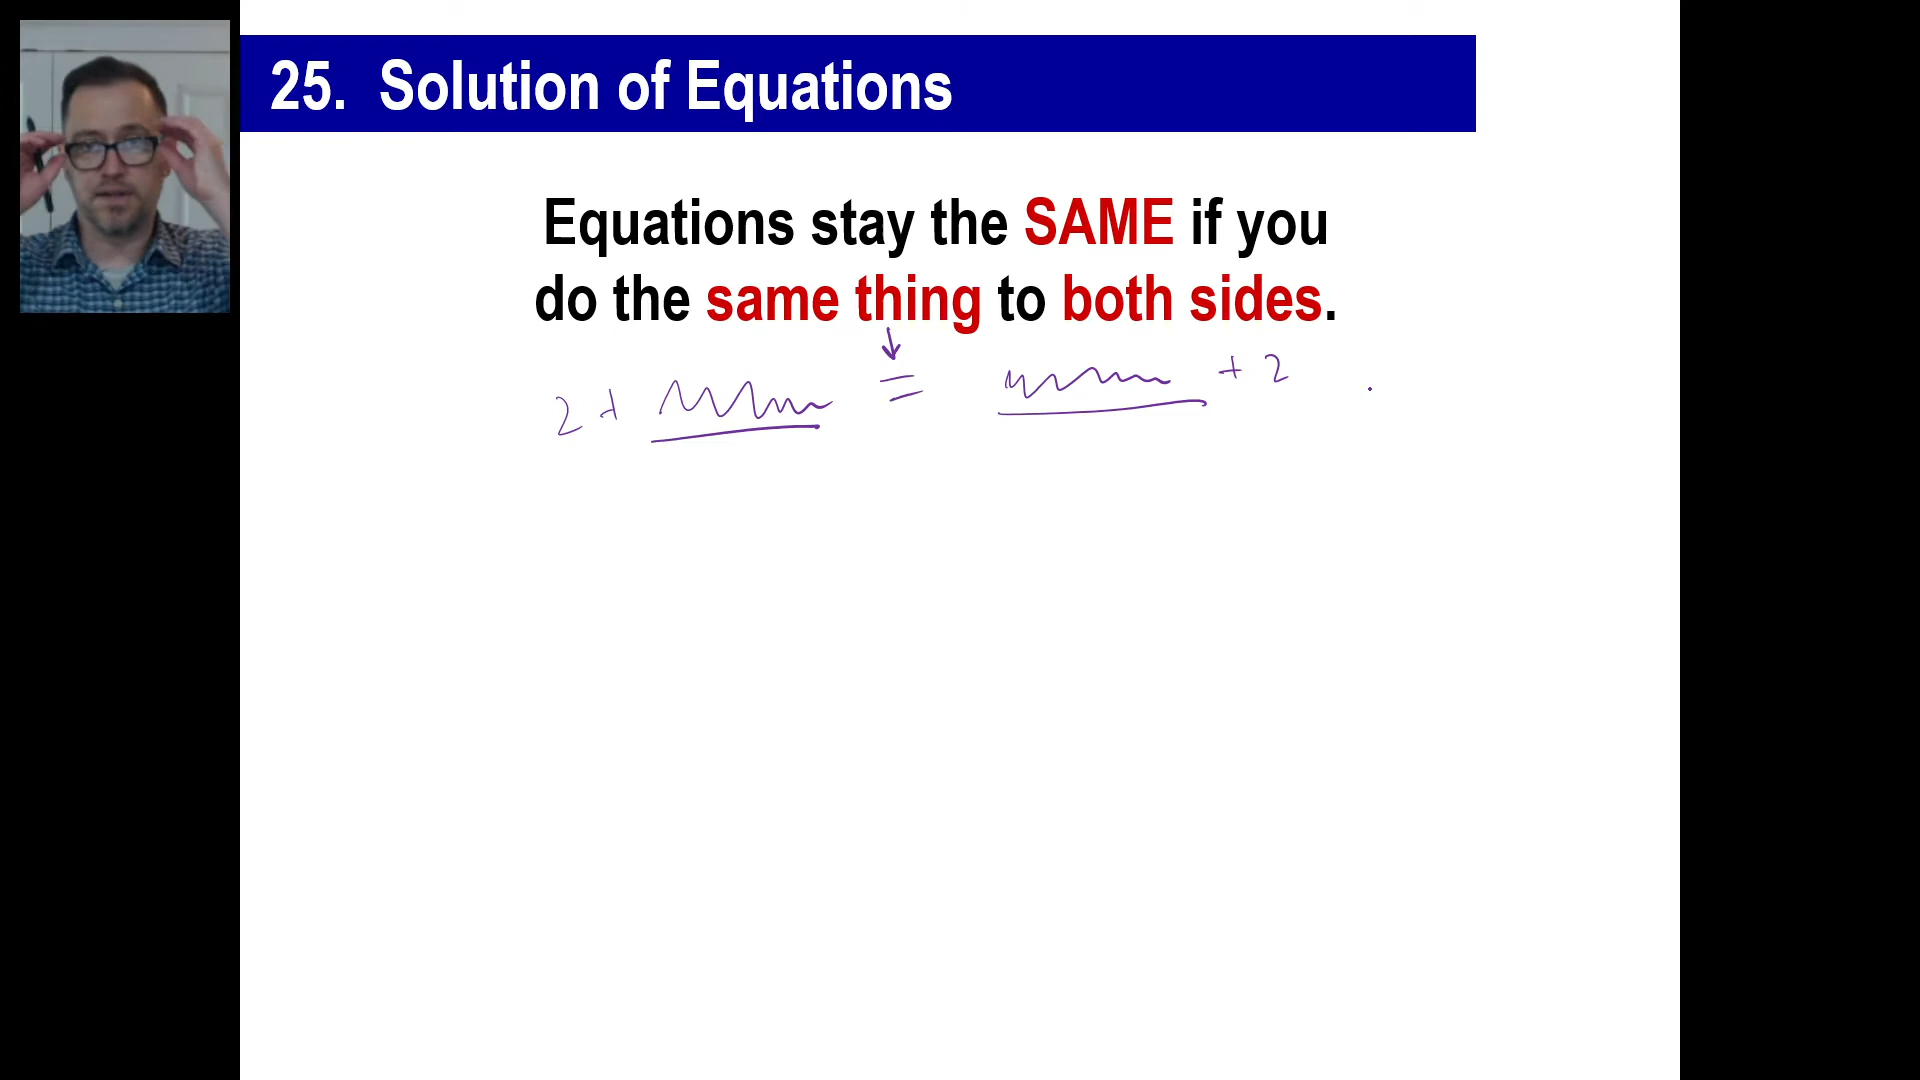 25. Solution of Equations
Equations stay the SAME if you
do the same thing to both sides.
2 + = + 2